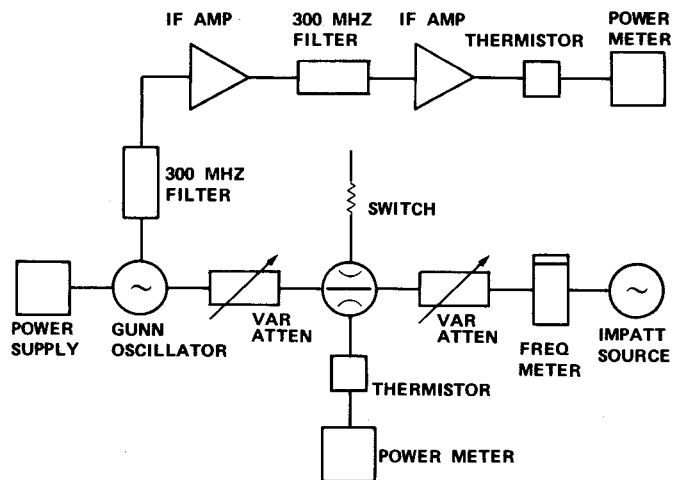 IF AMP
300 MHZ
FILTER
IF AMP
THERMISTOR
POWER
METER
300 MHZ
FILTER
SWITCH
POWER
SUPPLY
GUNN
OSCILLATOR
VAR
ATTEN
VAR
ATTEN
FREQ
METER
IMPATT
SOURCE
THERMISTOR
POWER METER